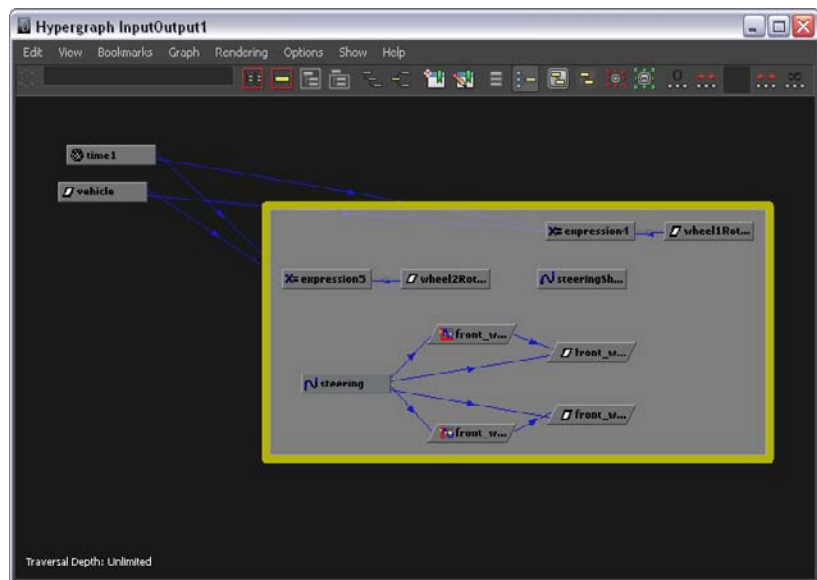 Hypergraph InputOutput1
Edit View Bookmarks Graph Rendering Options Show Help
time1
vehicle
X= expression4
wheel1Rot...
X= expression5
wheel2Rot...
steeringSh...
front_w...
front_w...
steering
front_w...
front_w...
Traversal Depth: Unlimited